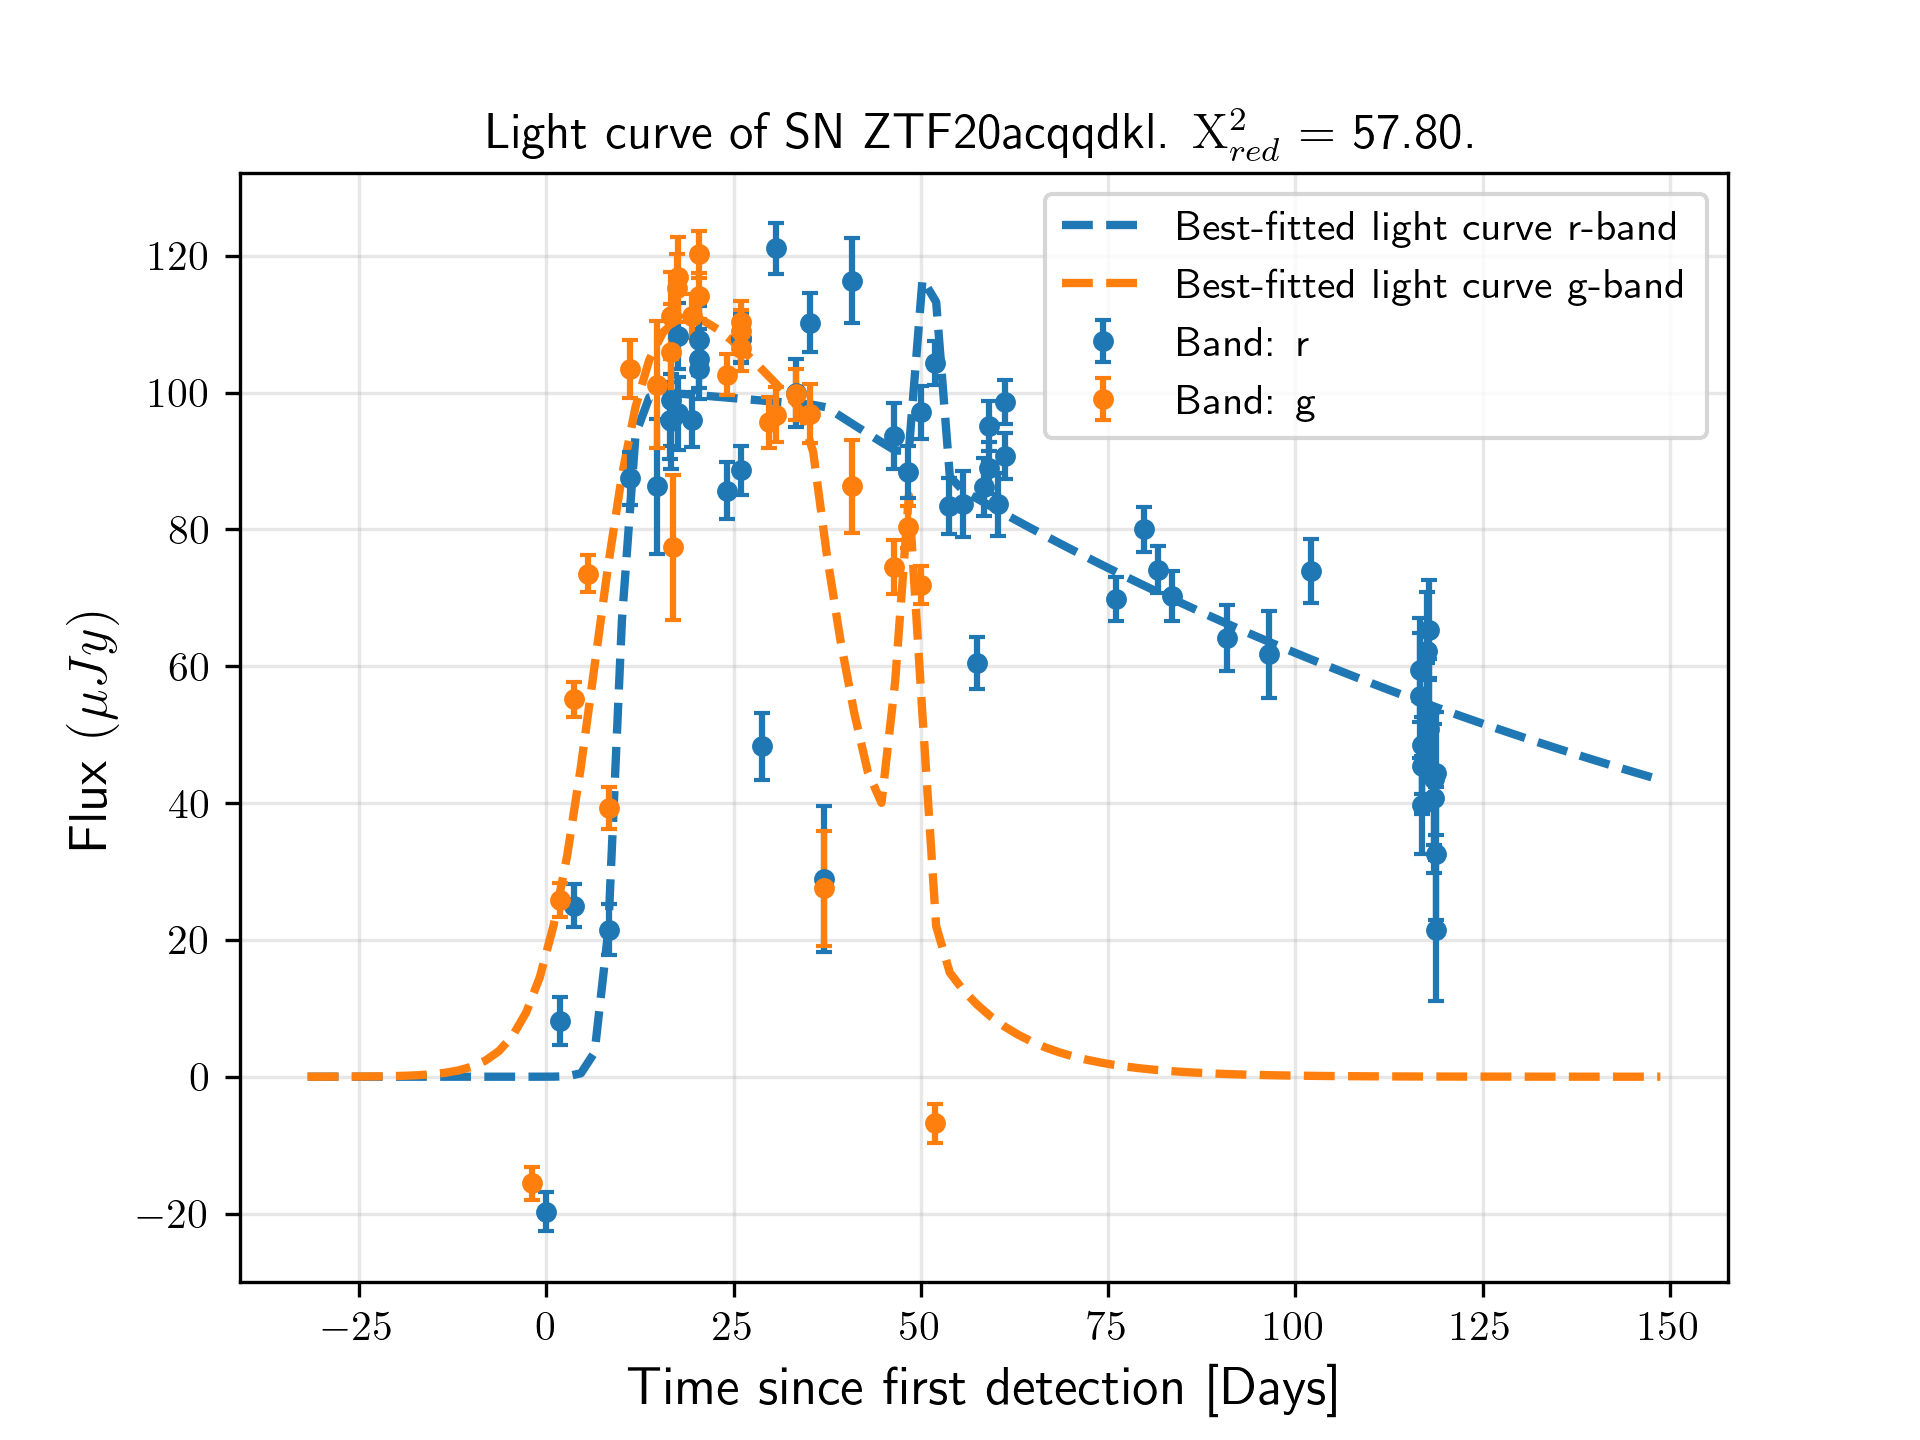 Light curve of SN ZTF20acqqdkl. X²_red = 57.80.
Best-fitted light curve r-band
Best-fitted light curve g-band
Band: r
Band: g
Flux (μJy)
120
100
80
60
40
20
0
−20
−25 0 25 50 75 100 125 150
Time since first detection [Days]